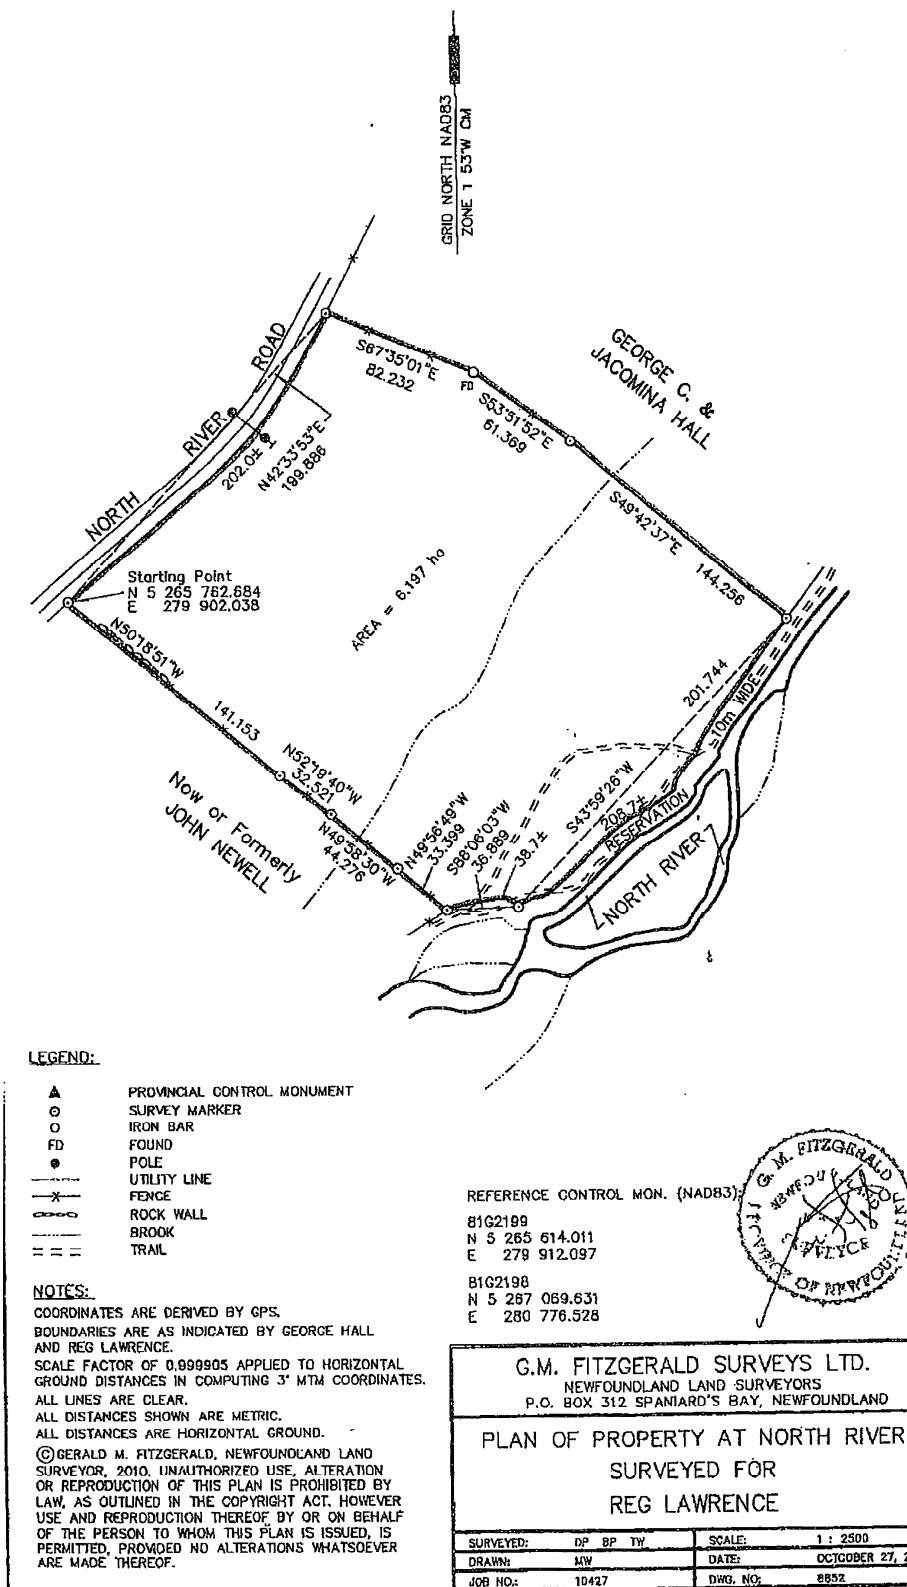 GRID NORTH NAD83
ZONE 1 53°W CM
NORTH RIVER ROAD
GEORGE C. &
JACOMINA HALL
S67°35'01"E
82.232
FD
S53°51'52"E
61.369
S49°42'37"E
144.256
202.0±
N42°33'53"E
199.886
Starting Point
N 5 265 762.684
E 279 902.038
AREA = 6.197 ha
N50°18'51"W
141.153
N52°19'40"W
32.521
N49°58'30"W
44.276
N49°56'49"W
33.399
S88°06'03"W
36.889
38.7±
S43°59'26"W
201.744
208.7±
10m WIDE
RESERVATION
NORTH RIVER
Now or Formerly
JOHN NEWELL
LEGEND:
PROVINCIAL CONTROL MONUMENT
SURVEY MARKER
IRON BAR
FD FOUND
POLE
UTILITY LINE
FENCE
ROCK WALL
BROOK
TRAIL
NOTES:
COORDINATES ARE DERIVED BY GPS.
BOUNDARIES ARE AS INDICATED BY GEORGE HALL
AND REG LAWRENCE.
SCALE FACTOR OF 0.999905 APPLIED TO HORIZONTAL
GROUND DISTANCES IN COMPUTING 3° MTM COORDINATES.
ALL LINES ARE CLEAR.
ALL DISTANCES SHOWN ARE METRIC.
ALL DISTANCES ARE HORIZONTAL GROUND.
©GERALD M. FITZGERALD, NEWFOUNDLAND LAND
SURVEYOR, 2010. UNAUTHORIZED USE, ALTERATION
OR REPRODUCTION OF THIS PLAN IS PROHIBITED BY
LAW, AS OUTLINED IN THE COPYRIGHT ACT. HOWEVER
USE AND REPRODUCTION THEREOF BY OR ON BEHALF
OF THE PERSON TO WHOM THIS PLAN IS ISSUED, IS
PERMITTED, PROVIDED NO ALTERATIONS WHATSOEVER
ARE MADE THEREOF.
REFERENCE CONTROL MON. (NAD83):
81G2199
N 5 265 614.011
E 279 912.097
81G2198
N 5 267 069.631
E 280 776.528
G. M. FITZGERALD
G.M. FITZGERALD SURVEYS LTD.
NEWFOUNDLAND LAND SURVEYORS
P.O. BOX 312 SPANIARD'S BAY, NEWFOUNDLAND
PLAN OF PROPERTY AT NORTH RIVER
SURVEYED FOR
REG LAWRENCE
SURVEYED: DP BP TW SCALE: 1 : 2500
DRAWN: MW DATE: OCTOBER 27, 2
JOB NO.: 10427 DWG. NO: 8852